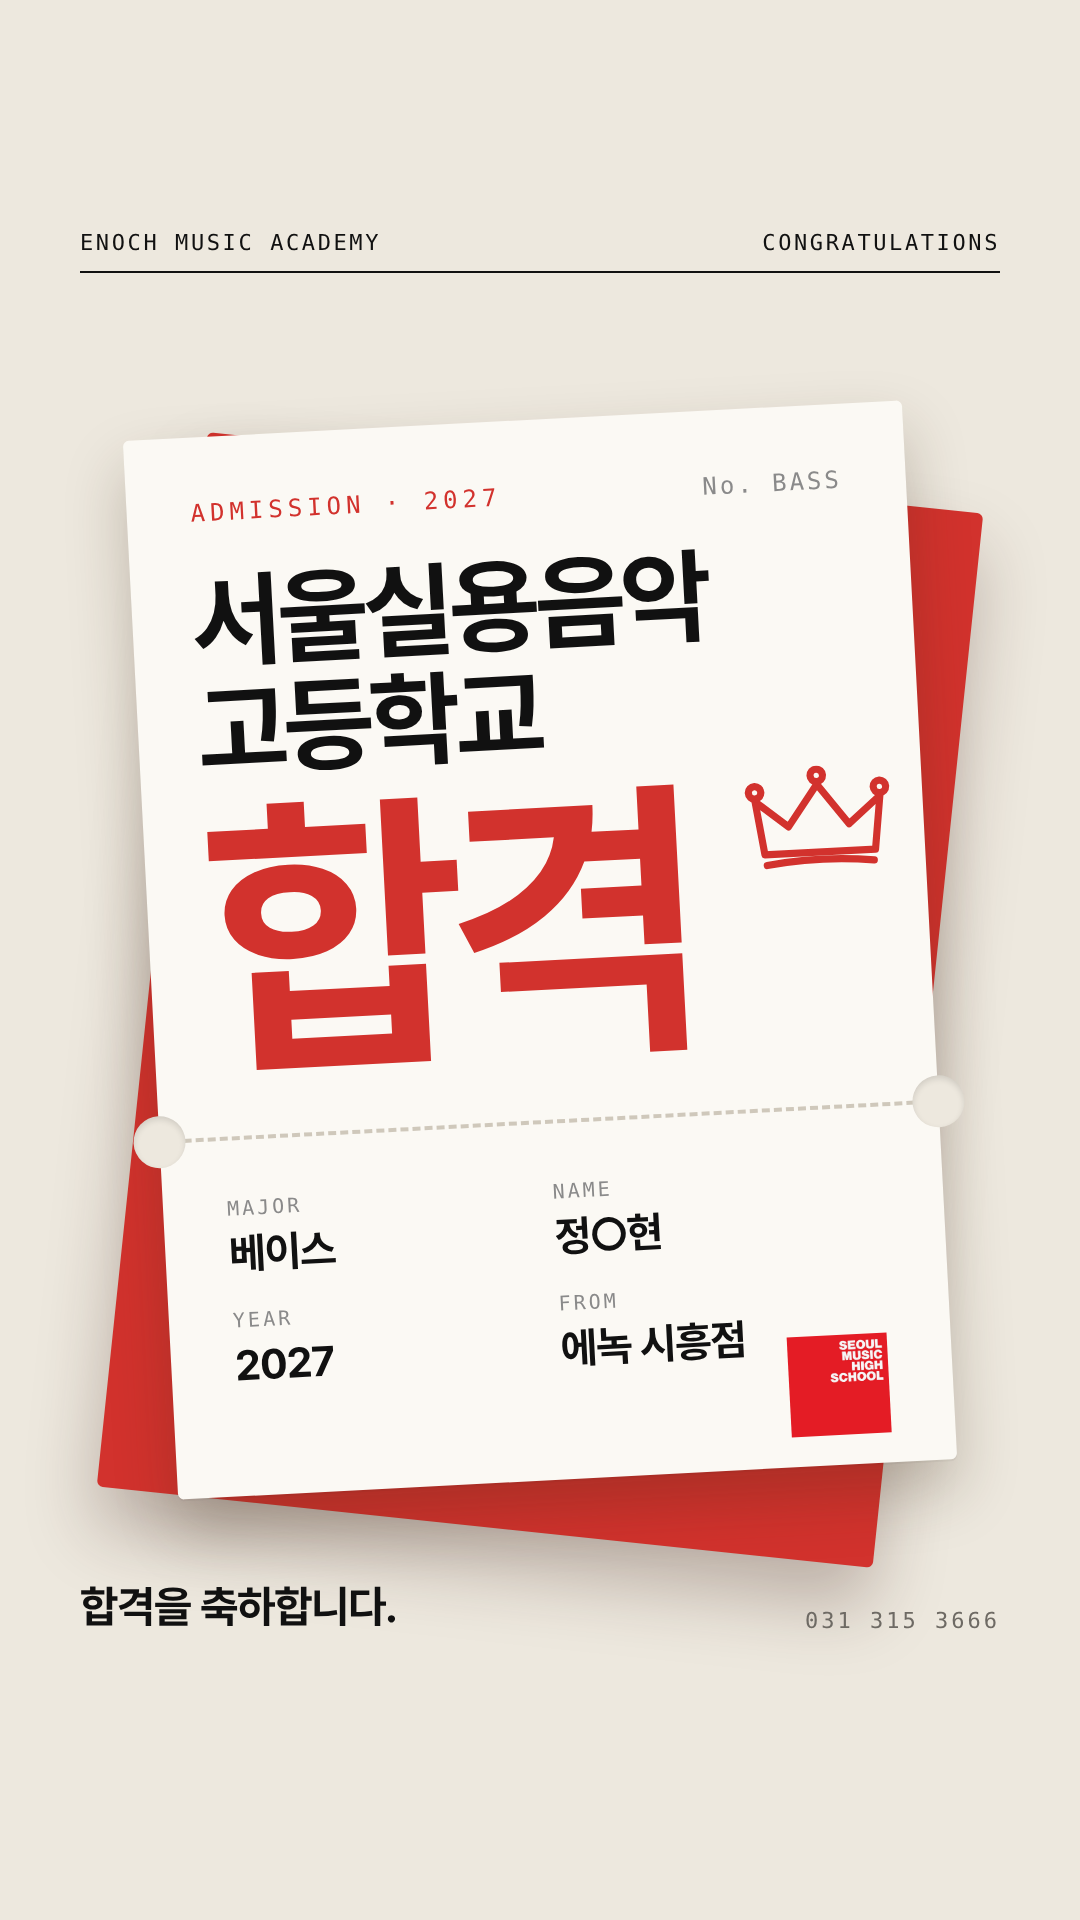 ENOCH MUSIC ACADEMY
CONGRATULATIONS
ADMISSION · 2027
No. BASS
서울실용음악
고등학교
합격
MAJOR
베이스
NAME
정○현
YEAR
2027
FROM
에녹 시흥점
SEOUL
MUSIC
HIGH
SCHOOL
합격을 축하합니다.
031 315 3666